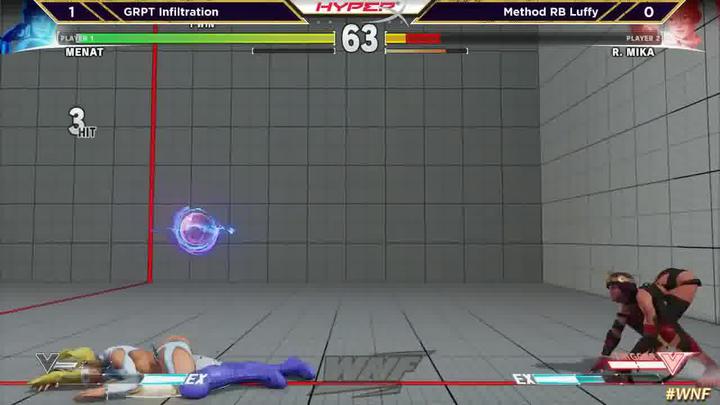 1 GRPT Infiltration HYPER Method RB Luffy 0
1 WIN
PLAYER 1 63 PLAYER 2
MENAT R. MIKA
3 HIT
WNF
V EX EX V
#WNF